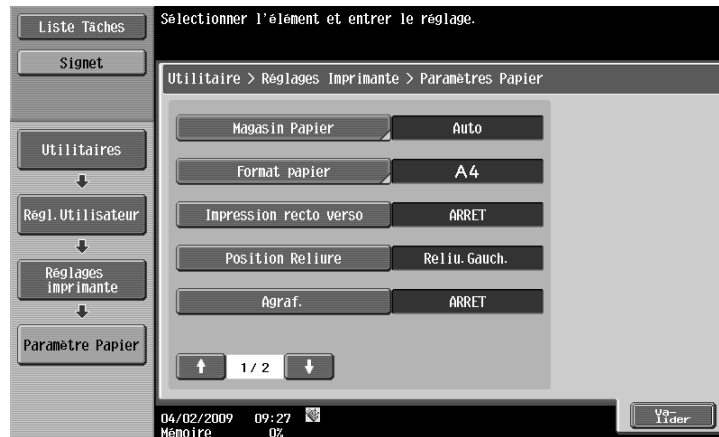 Liste Tâches
Sélectionner l'élément et entrer le réglage.
Signet
Utilitaire > Réglages Imprimante > Paramètres Papier
Magasin Papier
Auto
Utilitaires
Format papier
A4
Régl.Utilisateur
Impression recto verso
ARRET
Position Reliure
Reliu.Gauch.
Réglages
imprimante
Agraf.
ARRET
Paramètre Papier
1/2
04/02/2009 09:27
Mémoire 0%
Va-
lider